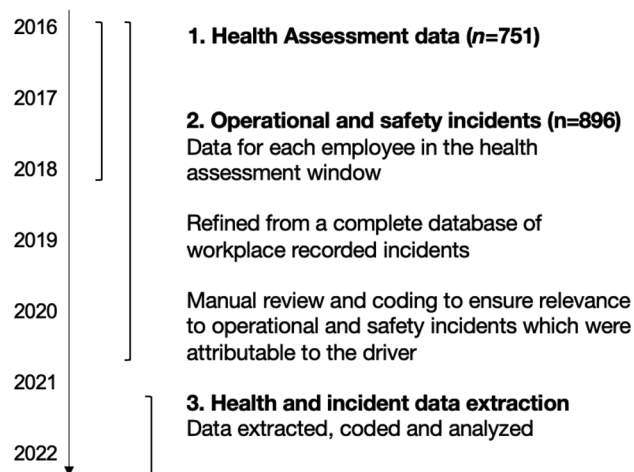 2016
1. Health Assessment data (n=751)
2017
2. Operational and safety incidents (n=896)
Data for each employee in the health
assessment window
2018
Refined from a complete database of
workplace recorded incidents
2019
Manual review and coding to ensure relevance
to operational and safety incidents which were
attributable to the driver
2020
2021
3. Health and incident data extraction
Data extracted, coded and analyzed
2022